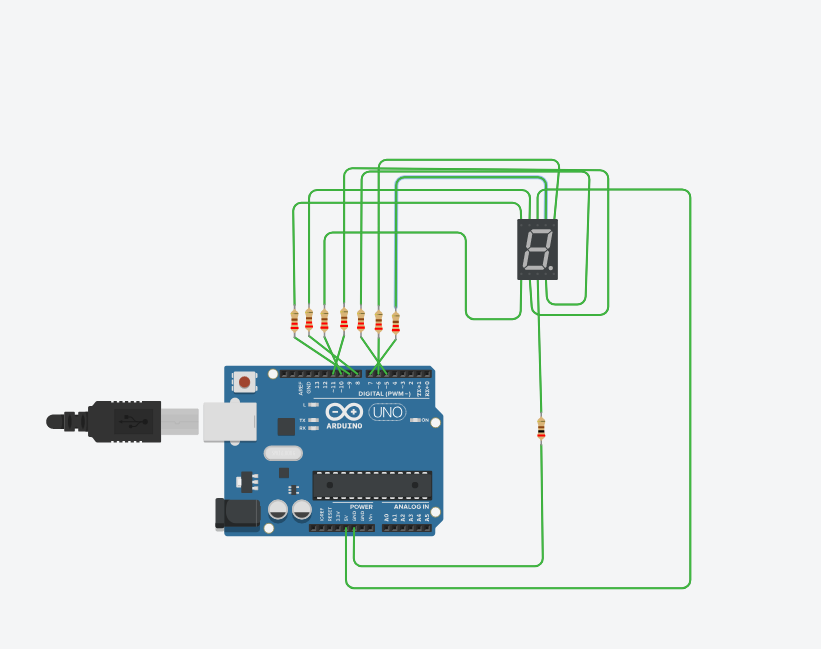 AREF
GND
13
12
~11
~10
~9
8
7
~6
~5
4
~3
2
TX→1
RX←0
DIGITAL (PWM~)
L
TX
RX
UNO
ON
ARDUINO
POWER
ANALOG IN
IOREF
RESET
3.3V
5V
GND
GND
Vin
A0
A1
A2
A3
A4
A5